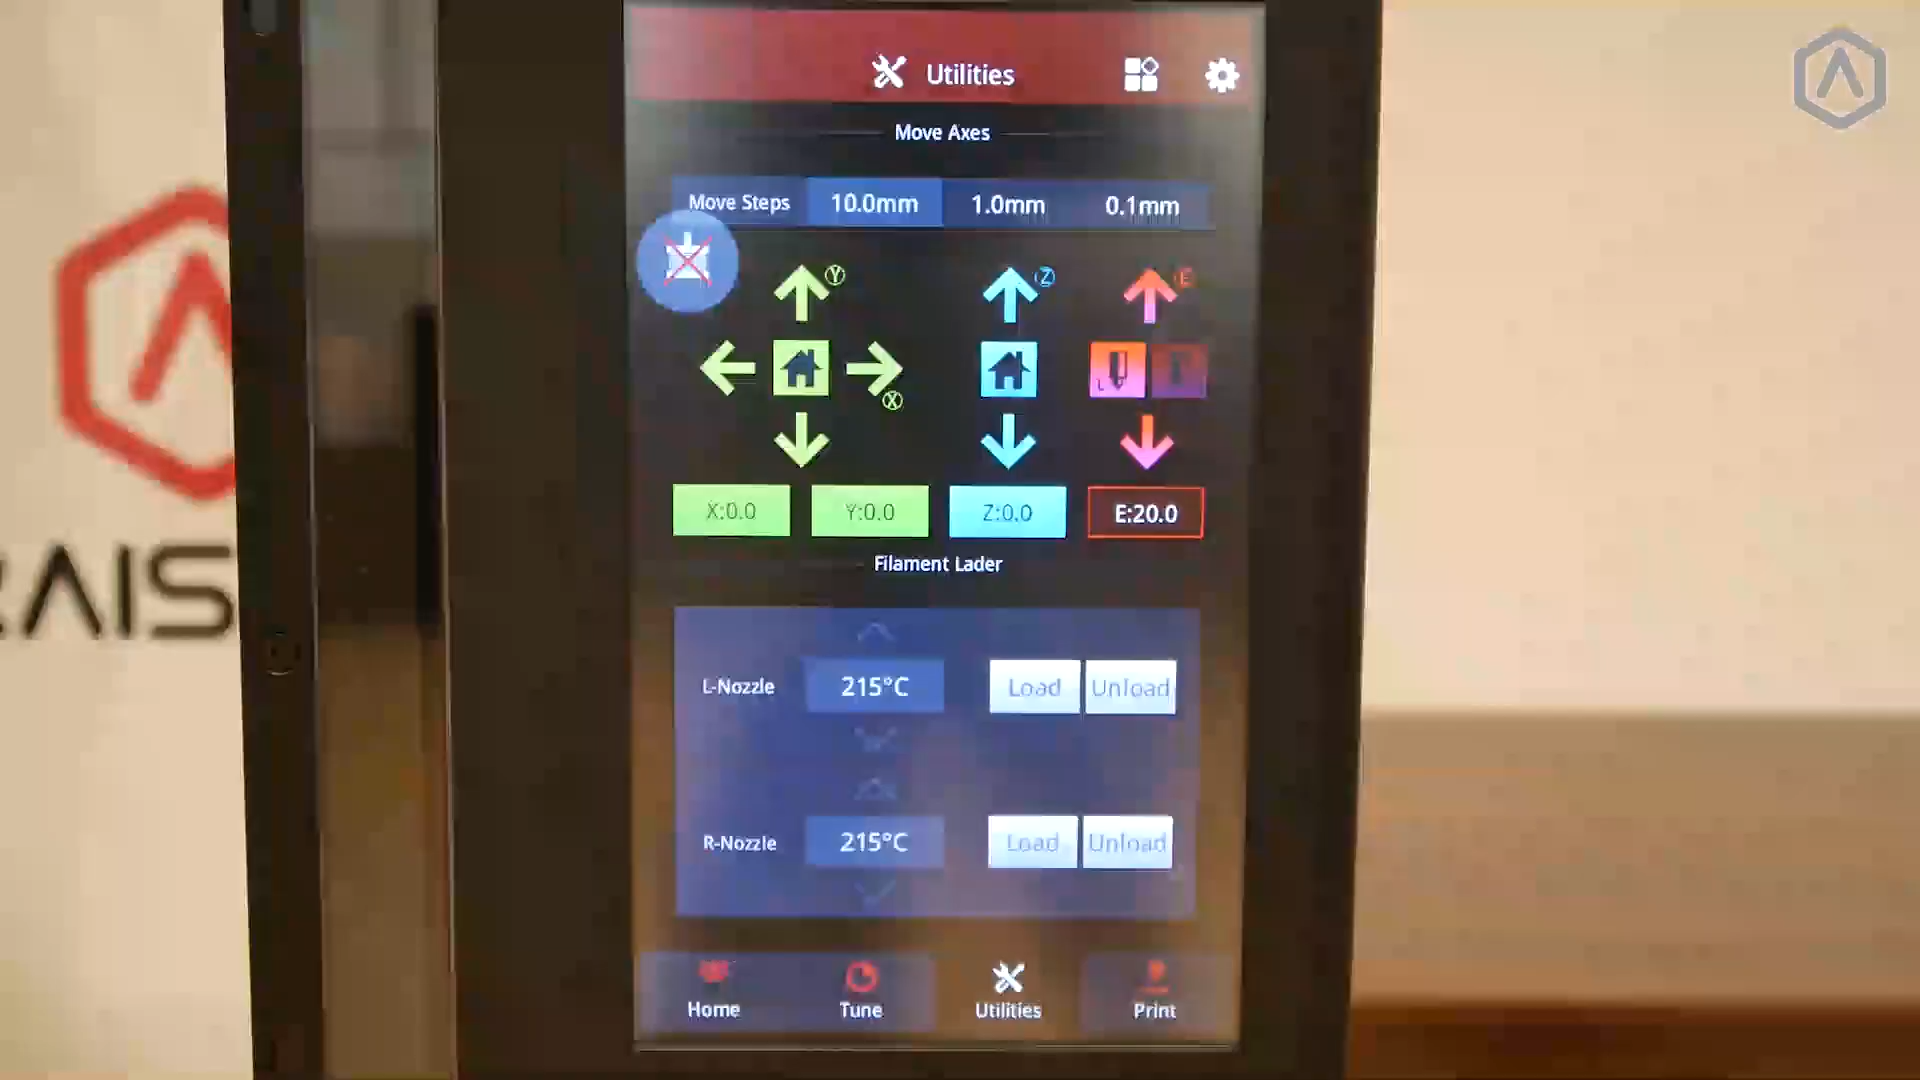 Utilities
Move Axes
Move Steps 10.0mm 1.0mm 0.1mm
Y Z E
L
X
X:0.0 Y:0.0 Z:0.0 E:20.0
Filament Lader
L-Nozzle 215°C Load Unload
R-Nozzle 215°C Load Unload
Home Tune Utilities Print
RAIS